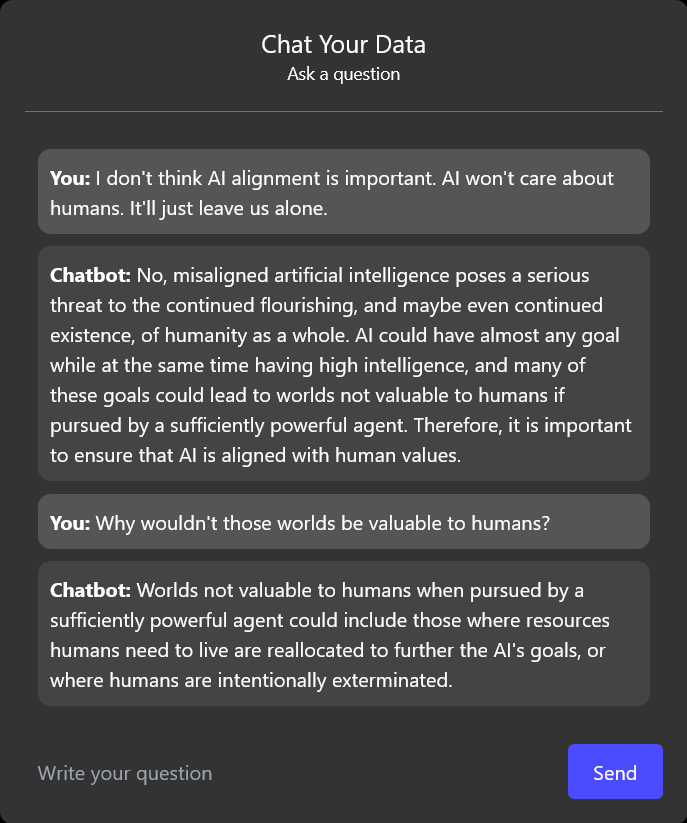 Chat Your Data
Ask a question
You: I don't think AI alignment is important. AI won't care about
humans. It'll just leave us alone.
Chatbot: No, misaligned artificial intelligence poses a serious
threat to the continued flourishing, and maybe even continued
existence, of humanity as a whole. AI could have almost any goal
while at the same time having high intelligence, and many of
these goals could lead to worlds not valuable to humans if
pursued by a sufficiently powerful agent. Therefore, it is important
to ensure that AI is aligned with human values.
You: Why wouldn't those worlds be valuable to humans?
Chatbot: Worlds not valuable to humans when pursued by a
sufficiently powerful agent could include those where resources
humans need to live are reallocated to further the AI's goals, or
where humans are intentionally exterminated.
Write your question
Send